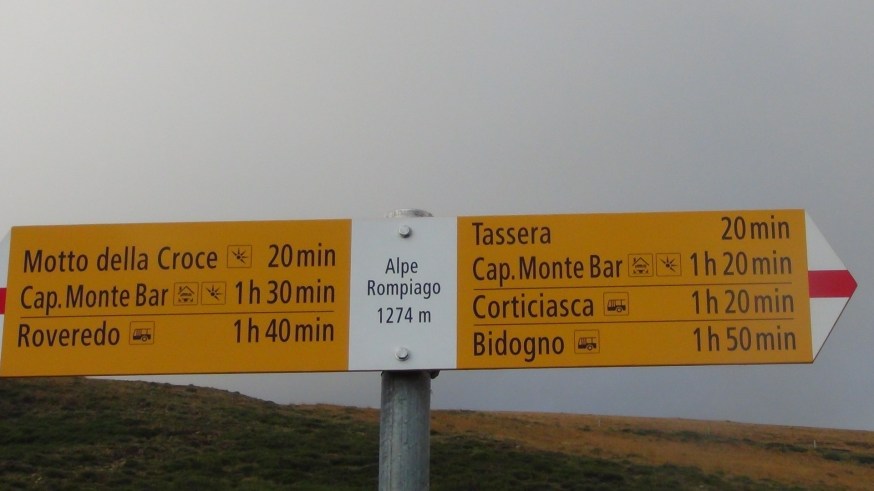 Motto della Croce 20 min
Cap. Monte Bar 1 h 30 min
Roveredo 1 h 40 min
Alpe
Rompiago
1274 m
Tassera 20 min
Cap. Monte Bar 1 h 20 min
Corticiasca 1 h 20 min
Bidogno 1 h 50 min